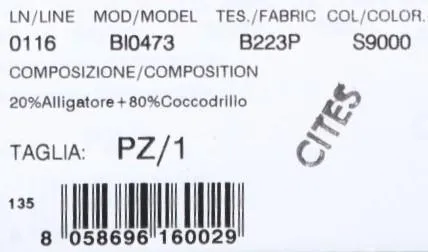 LN/LINE MOD/MODEL TES./FABRIC COL/COLOR.
0116 BI0473 B223P S9000
COMPOSIZIONE/COMPOSITION
20%Alligatore+80%Coccodrillo
CITES
TAGLIA: PZ/1
135
8 058696 160029